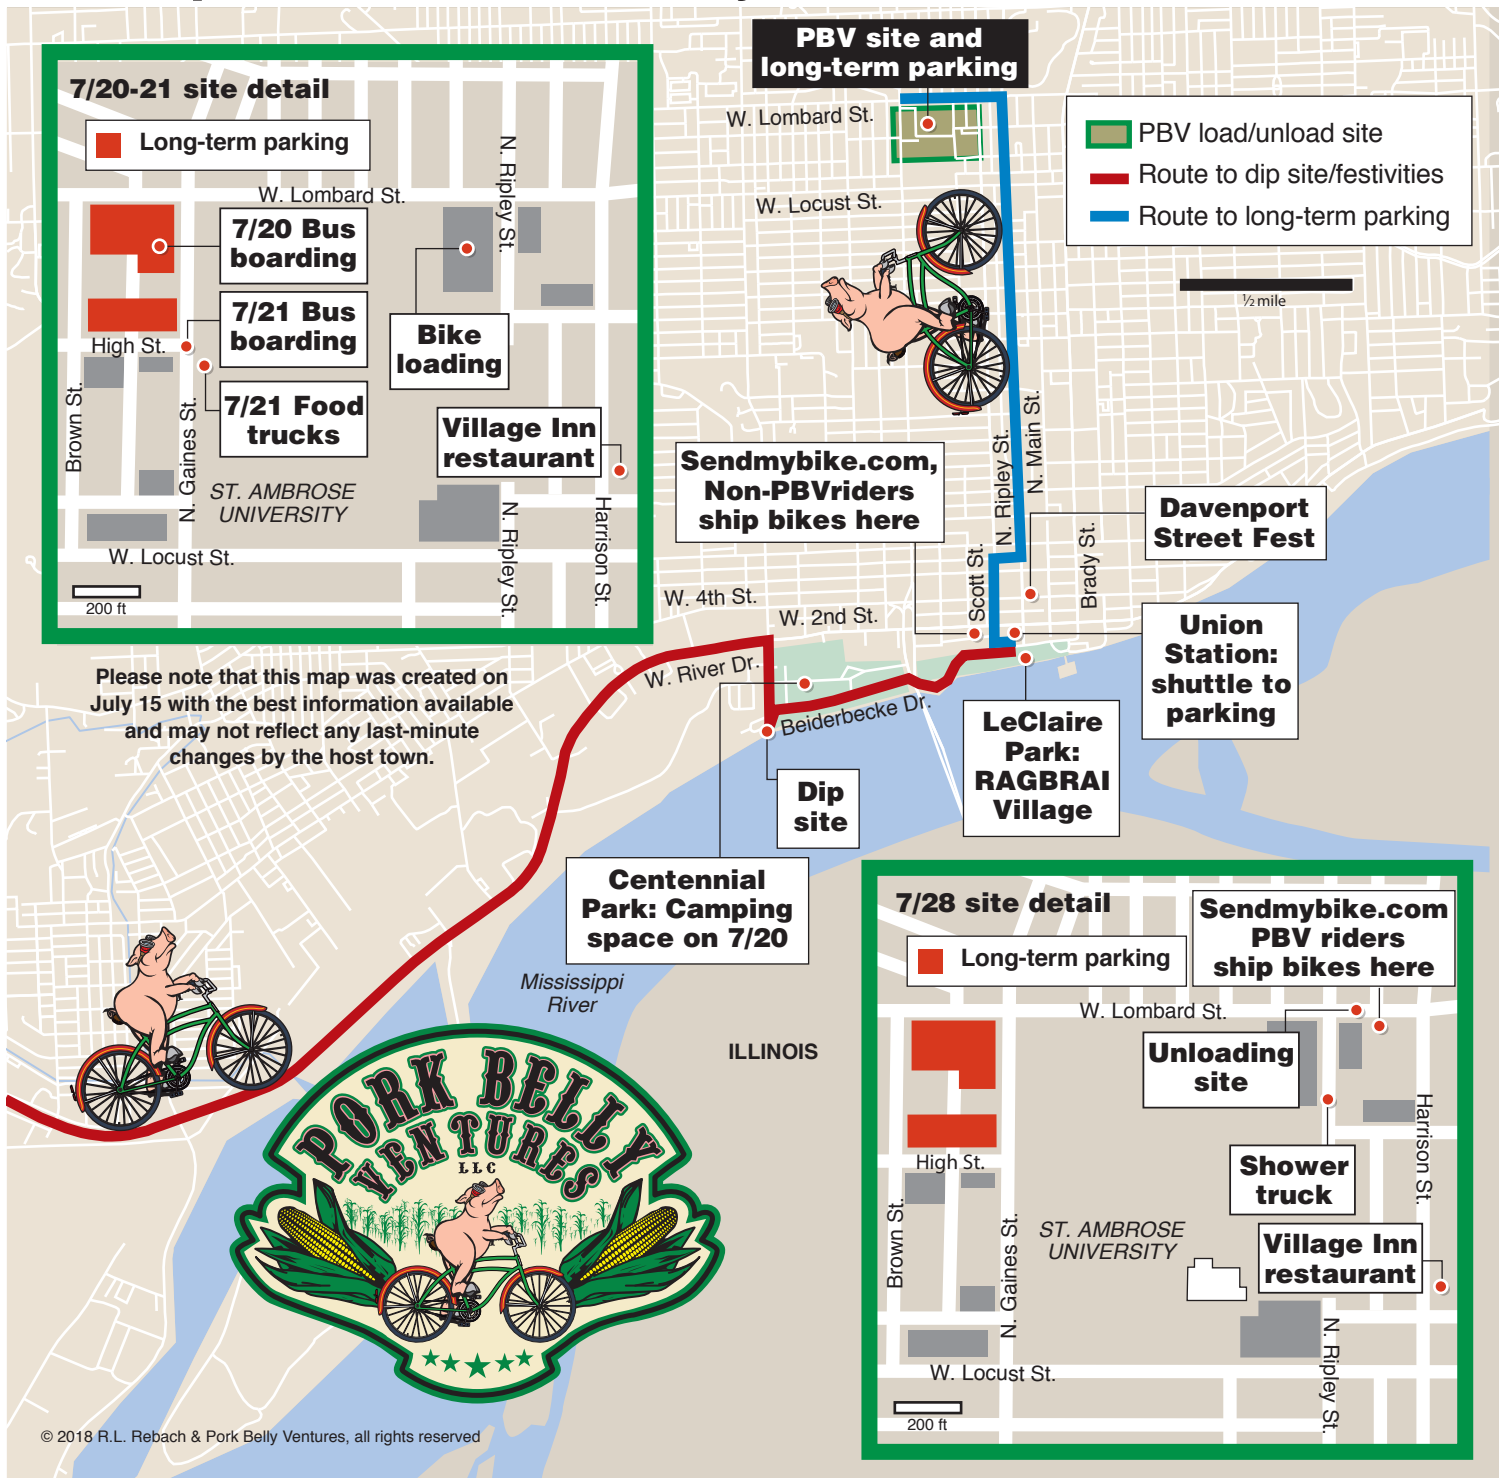 PBV site and
long-term parking
7/20-21 site detail
Long-term parking
W. Lombard St.
N. Ripley St.
7/20 Bus
boarding
7/21 Bus
boarding
Bike
loading
High St.
7/21 Food
trucks
Village Inn
restaurant
Brown St.
N. Gaines St.
ST. AMBROSE
UNIVERSITY
N. Ripley St.
Harrison St.
W. Locust St.
200 ft
W. Lombard St.
PBV load/unload site
Route to dip site/festivities
Route to long-term parking
½ mile
W. Locust St.
N. Main St.
N. Ripley St.
Sendmybike.com,
Non-PBVriders
ship bikes here
Davenport
Street Fest
Scott St.
Brady St.
W. 4th St.
W. 2nd St.
Union
Station:
shuttle to
parking
W. River Dr.
Beiderbecke Dr.
LeClaire
Park:
RAGBRAI
Village
Please note that this map was created on
July 15 with the best information available
and may not reflect any last-minute
changes by the host town.
Dip
site
Centennial
Park: Camping
space on 7/20
Mississippi
River
ILLINOIS
PORK BELLY
VENTURES
LLC
7/28 site detail
Long-term parking
Sendmybike.com
PBV riders
ship bikes here
W. Lombard St.
Unloading
site
Harrison St.
High St.
Shower
truck
Brown St.
N. Gaines St.
ST. AMBROSE
UNIVERSITY
Village Inn
restaurant
N. Ripley St.
W. Locust St.
200 ft
© 2018 R.L. Rebach & Pork Belly Ventures, all rights reserved